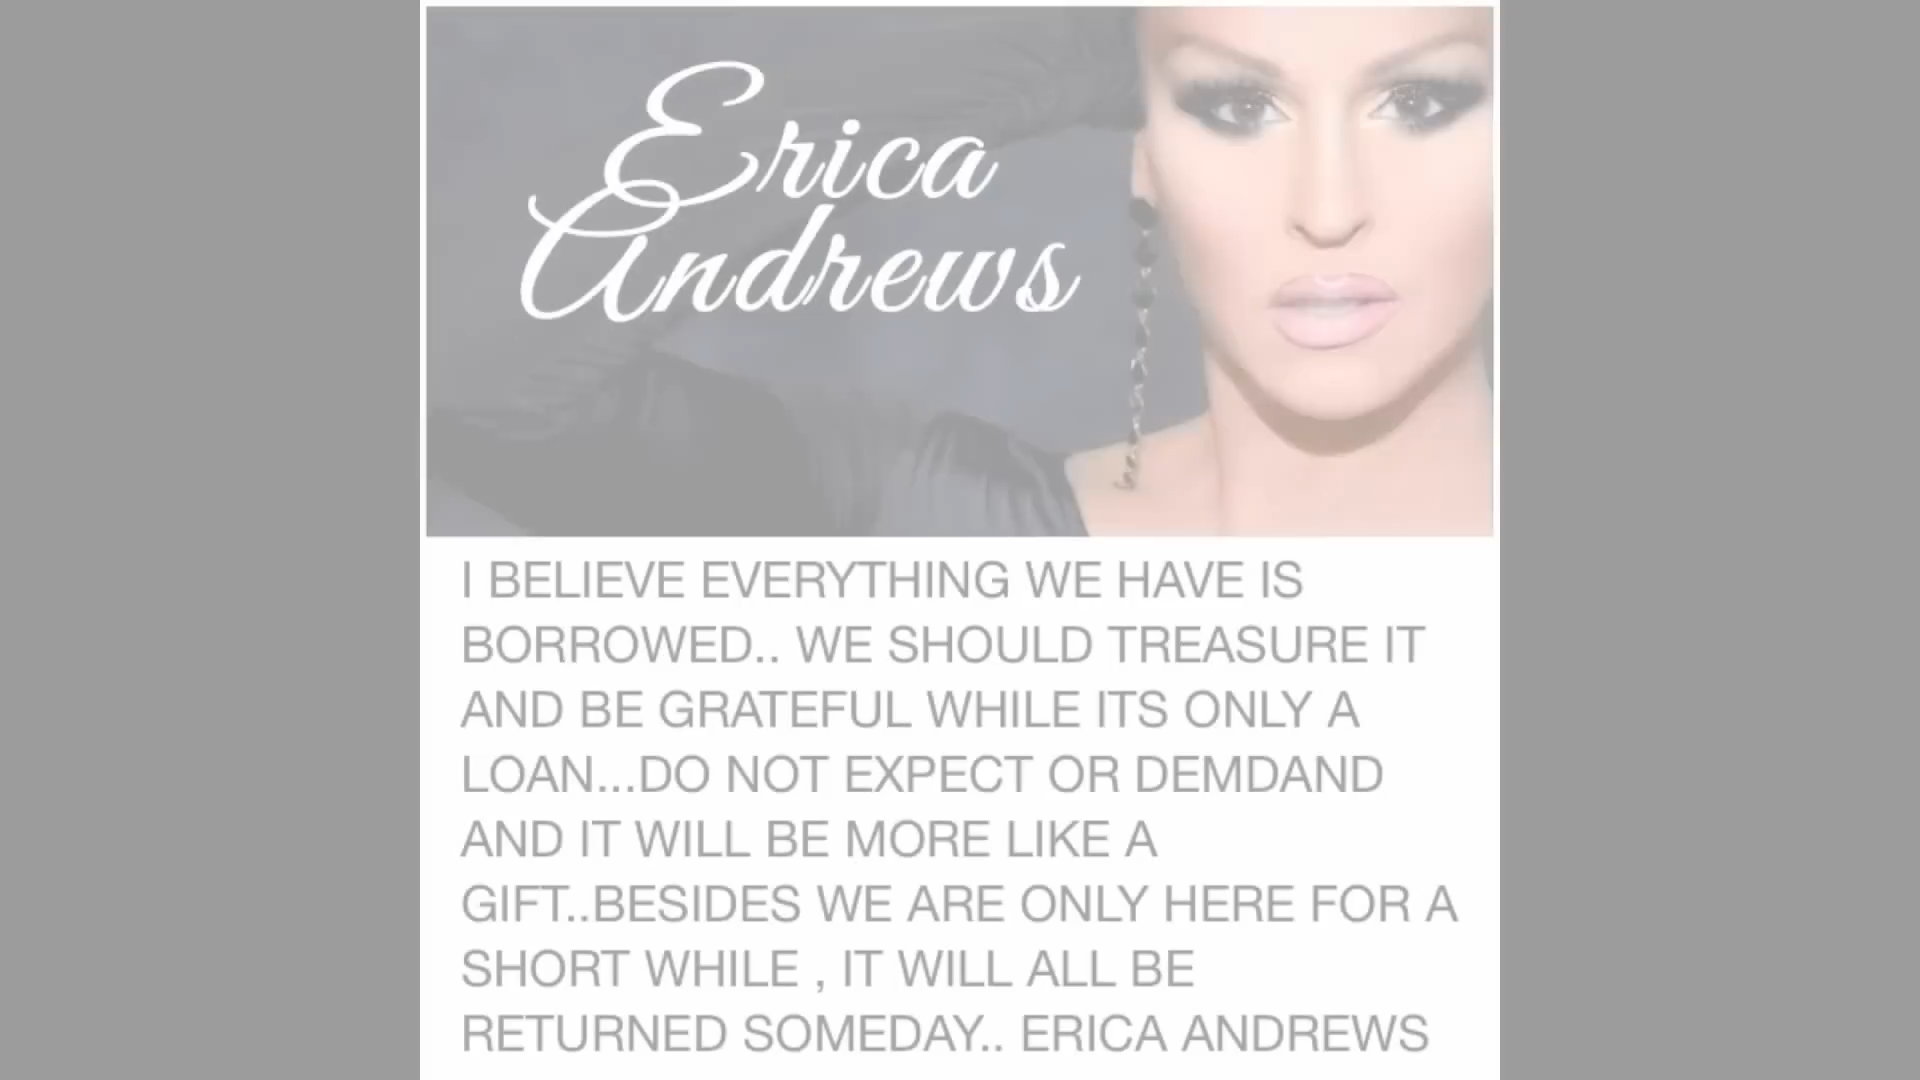 Erica
Andrews
I BELIEVE EVERYTHING WE HAVE IS
BORROWED.. WE SHOULD TREASURE IT
AND BE GRATEFUL WHILE ITS ONLY A
LOAN...DO NOT EXPECT OR DEMDAND
AND IT WILL BE MORE LIKE A
GIFT..BESIDES WE ARE ONLY HERE FOR A
SHORT WHILE , IT WILL ALL BE
RETURNED SOMEDAY.. ERICA ANDREWS